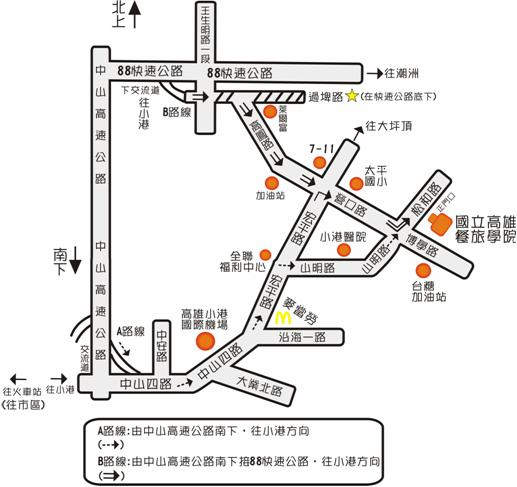 北
上
王生明路一段
88快速公路
88快速公路
往潮洲
下交流道
往小港
B路線
過埤路
(在快速公路底下)
中山高速公路
萊爾富
高鳳路
往大坪頂
7-11
太平
國小
加油站
營口路
松和路
正門口
國立高雄
餐旅學院
宏平路
小港醫院
博學路
南
下
中山高速公路
全聯
福利中心
山明路
山明路
台糖
加油站
宏平路
麥當勞
高雄小港
國際機場
A路線
中安路
沿海一路
交流道
中山四路
中山四路
大業北路
往火車站
(往市區)
往小港
A路線:由中山高速公路南下，往小港方向
B路線:由中山高速公路南下接88快速公路，往小港方向